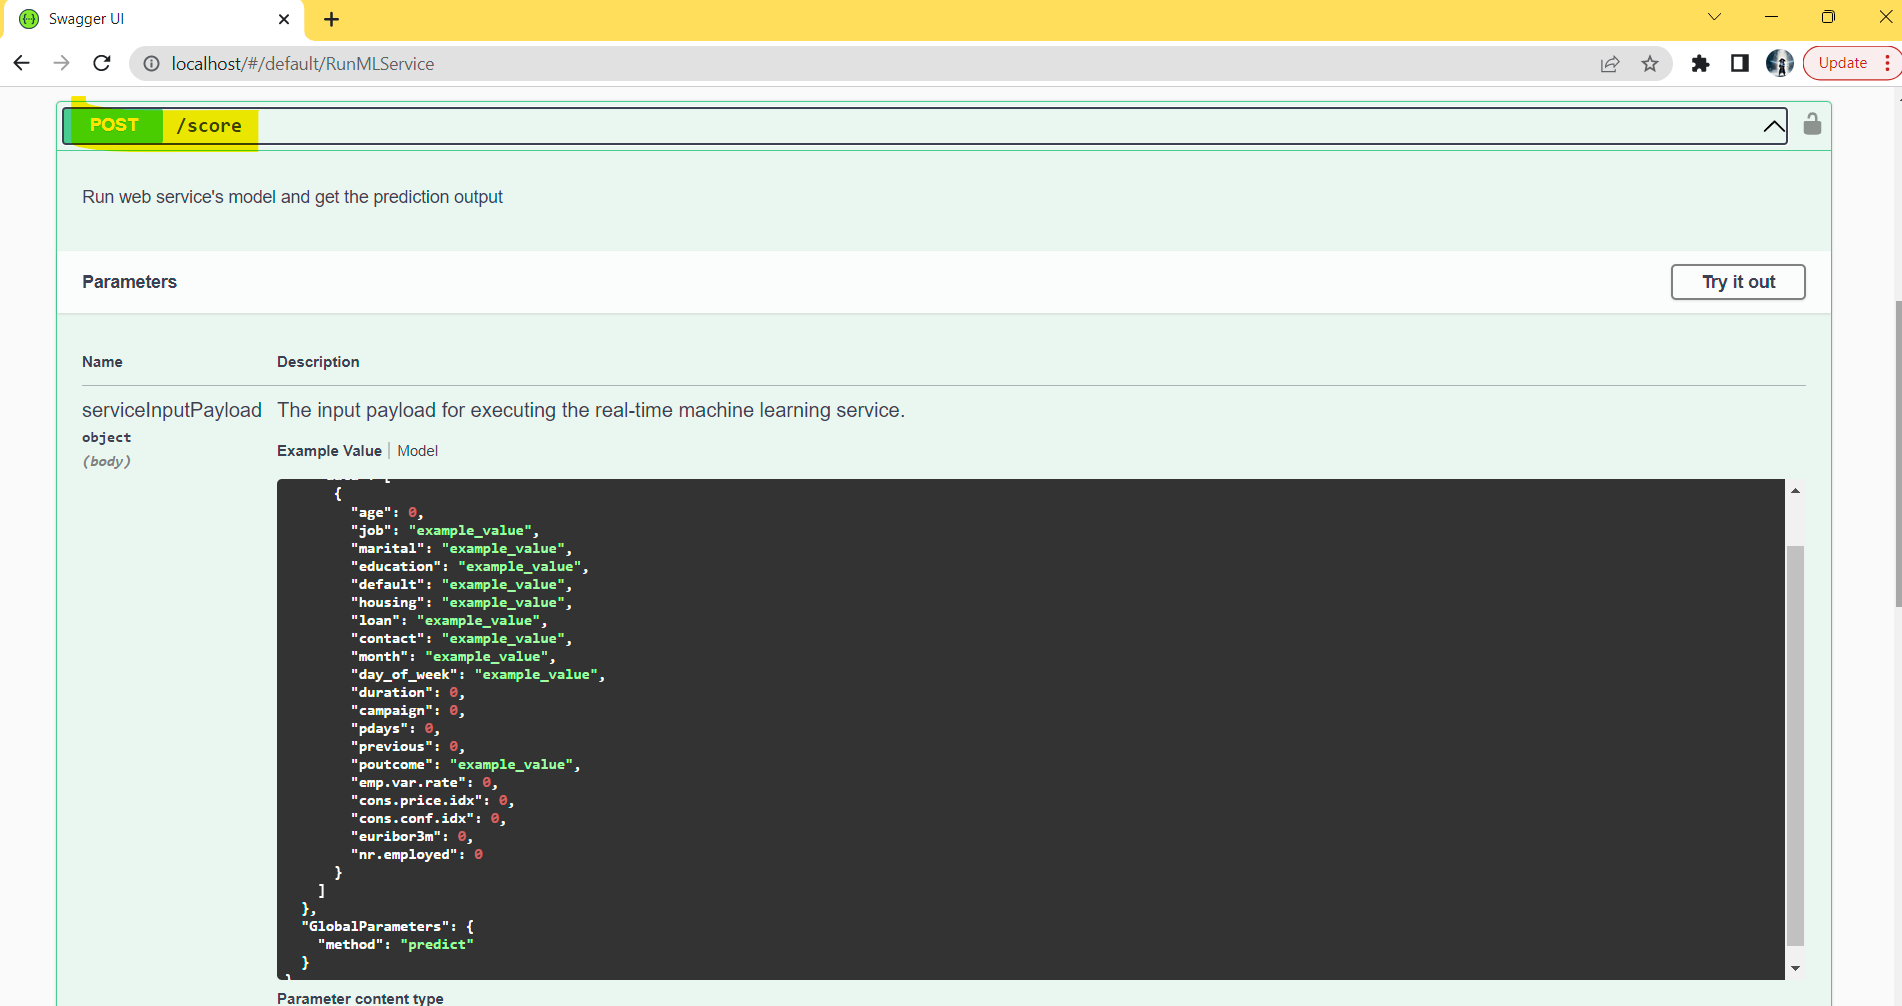 Swagger UI
localhost/#/default/RunMLService
Update
POST /score
Run web service's model and get the prediction output
Parameters
Try it out
Name Description
serviceInputPayload The input payload for executing the real-time machine learning service.
object
(body)
Example Value | Model
{
"age": 0,
"job": "example_value",
"marital": "example_value",
"education": "example_value",
"default": "example_value",
"housing": "example_value",
"loan": "example_value",
"contact": "example_value",
"month": "example_value",
"day_of_week": "example_value",
"duration": 0,
"campaign": 0,
"pdays": 0,
"previous": 0,
"poutcome": "example_value",
"emp.var.rate": 0,
"cons.price.idx": 0,
"cons.conf.idx": 0,
"euribor3m": 0,
"nr.employed": 0
}
]
},
"GlobalParameters": {
"method": "predict"
}
}
Parameter content type